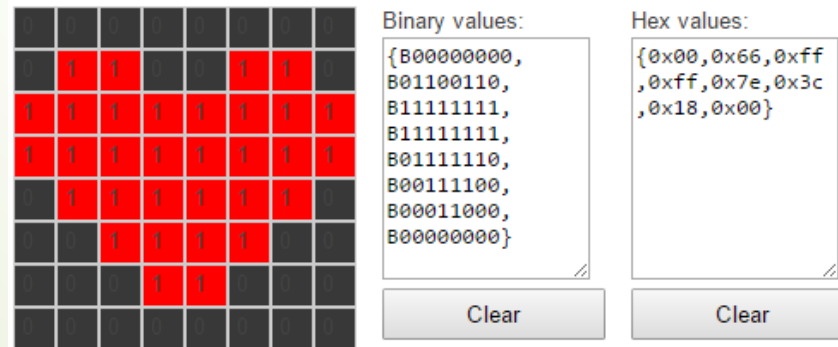 0 0 0 0 0 0 0 0
0 1 1 0 0 1 1 0
1 1 1 1 1 1 1 1
1 1 1 1 1 1 1 1
0 1 1 1 1 1 1 0
0 0 1 1 1 1 0 0
0 0 0 1 1 0 0 0
0 0 0 0 0 0 0 0
Binary values:
{B00000000,
B01100110,
B11111111,
B11111111,
B01111110,
B00111100,
B00011000,
B00000000}
Clear
Hex values:
{0x00,0x66,0xff
,0xff,0x7e,0x3c
,0x18,0x00}
Clear